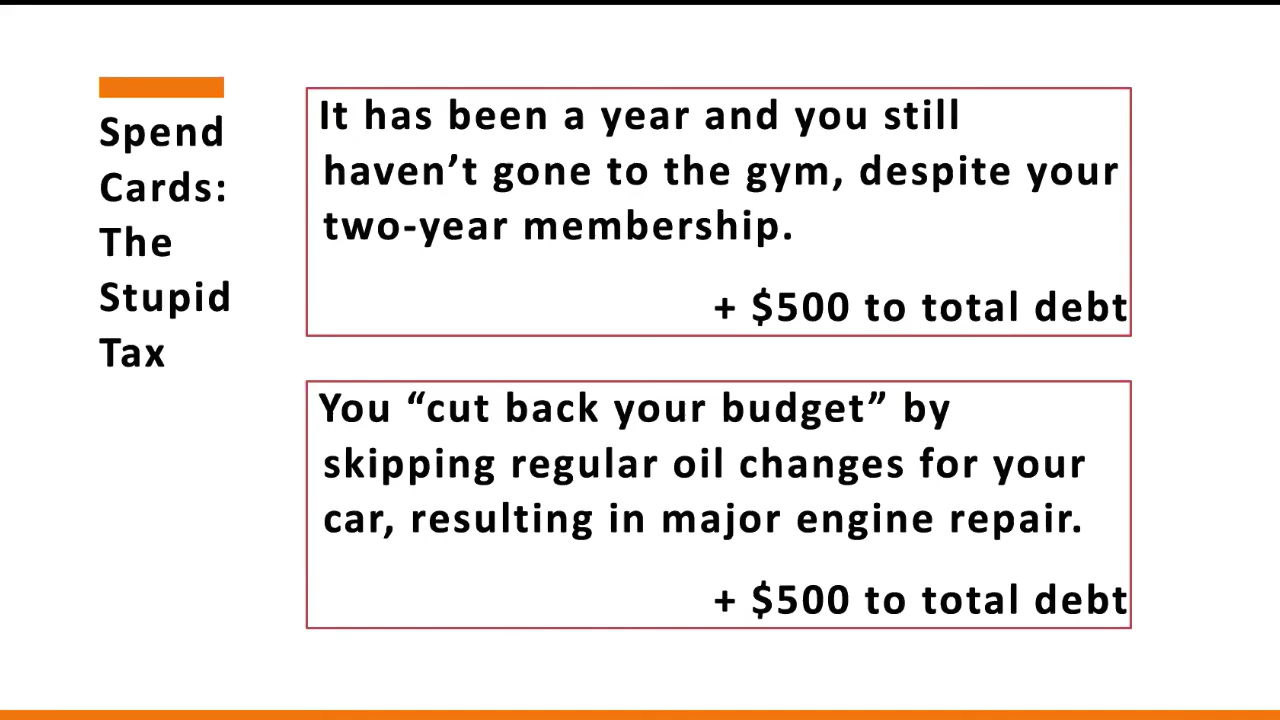 Spend
Cards:
The
Stupid
Tax
It has been a year and you still
haven’t gone to the gym, despite your
two-year membership.
+ $500 to total debt
You “cut back your budget” by
skipping regular oil changes for your
car, resulting in major engine repair.
+ $500 to total debt